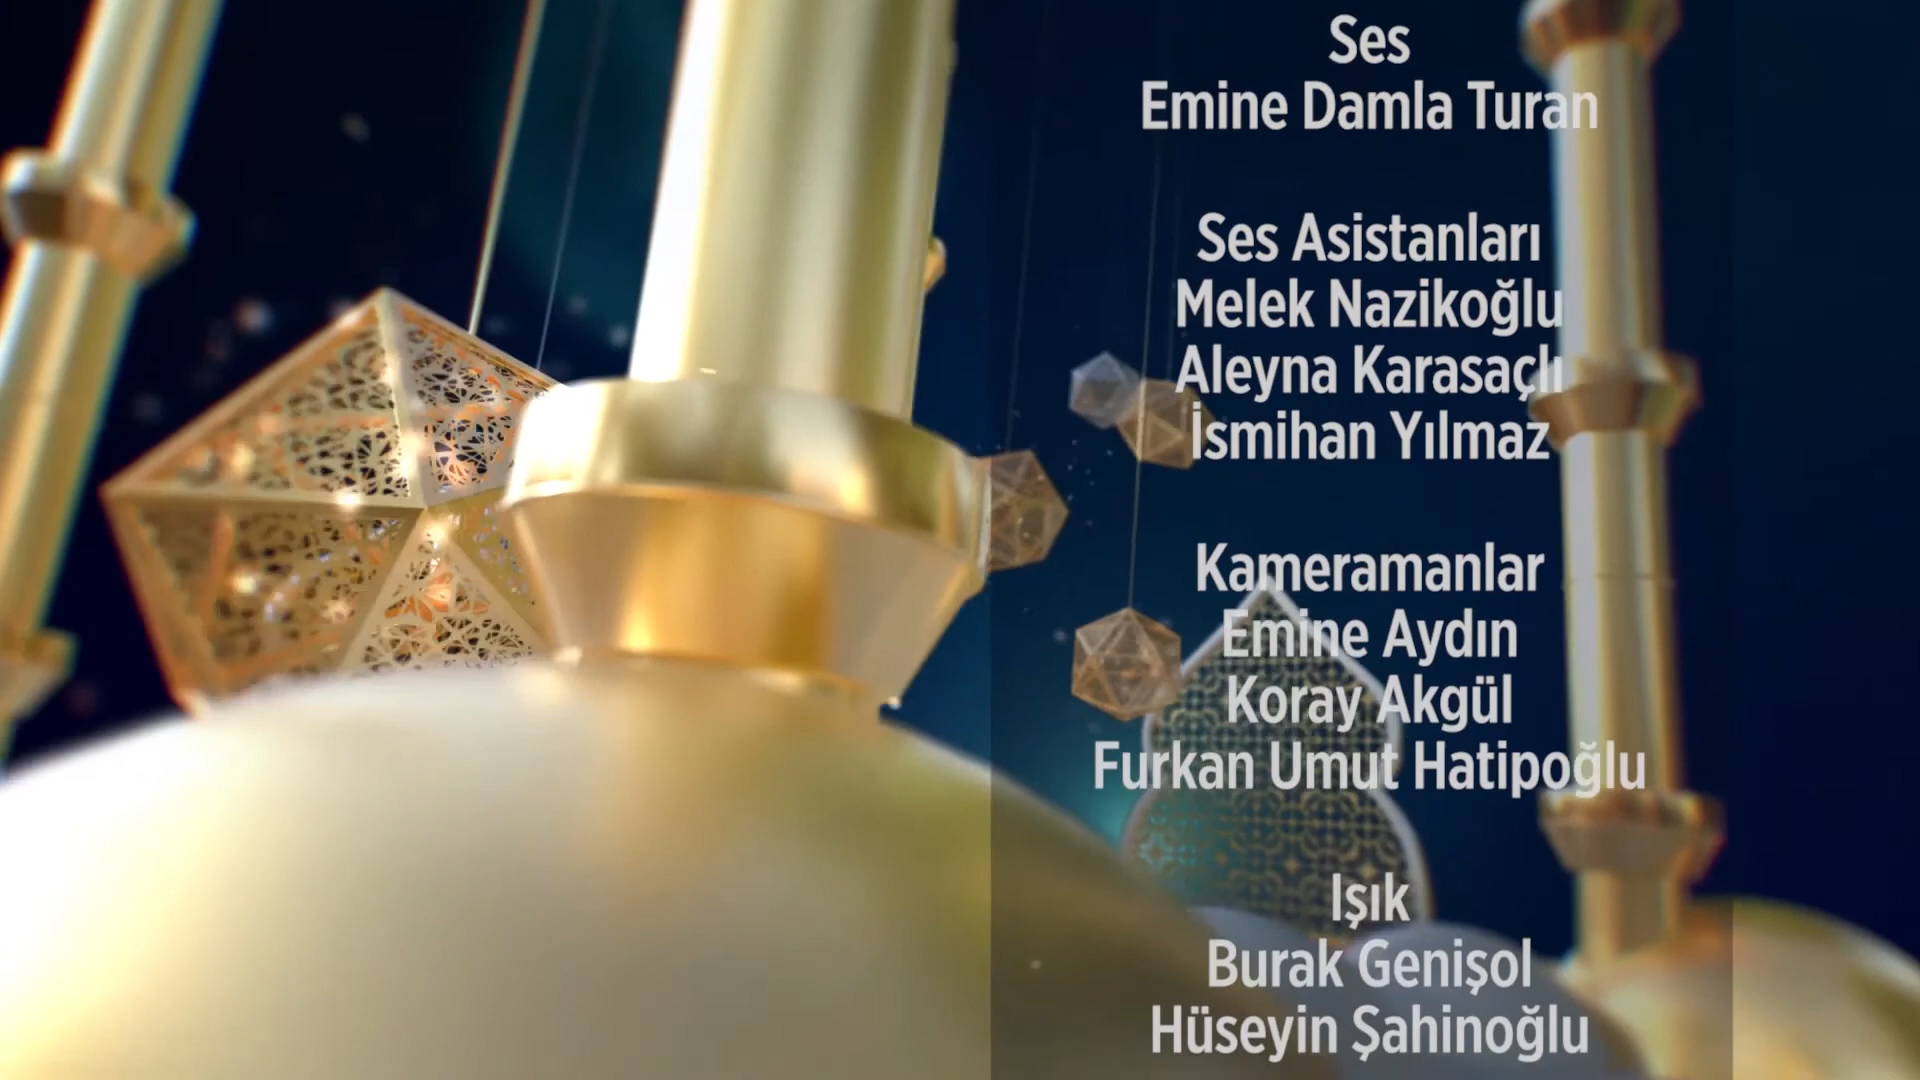 Ses
Emine Damla Turan
Ses Asistanları
Melek Nazikoğlu
Aleyna Karasaçlı
İsmihan Yılmaz
Kameramanlar
Emine Aydın
Koray Akgül
Furkan Umut Hatipoğlu
Işık
Burak Genişol
Hüseyin Şahinoğlu